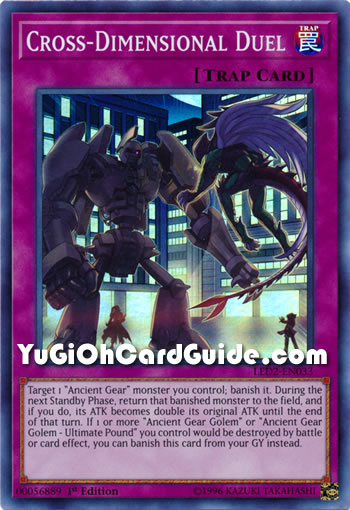 CROSS-DIMENSIONAL DUEL
TRAP
罠
[TRAP CARD]
YuGiOhCardGuide.com
LED2-EN033
Target 1 "Ancient Gear" monster you control; banish it. During the
next Standby Phase, return that banished monster to the field, and
if you do, its ATK becomes double its original ATK until the end
of that turn. If 1 or more "Ancient Gear Golem" or "Ancient Gear
Golem - Ultimate Pound" you control would be destroyed by battle
or card effect, you can banish this card from your GY instead.
00056889 1st Edition
©1996 KAZUKI TAKAHASHI